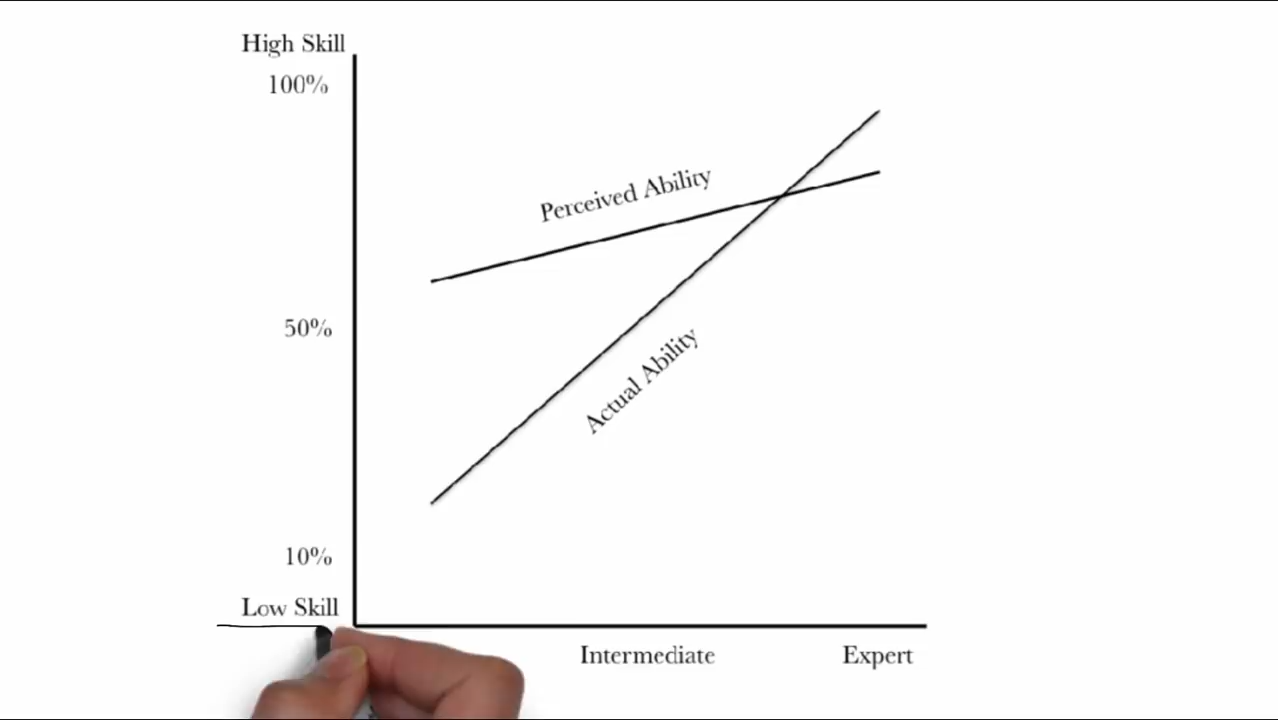 High Skill
100%
Perceived Ability
50%
Actual Ability
10%
Low Skill
Intermediate
Expert